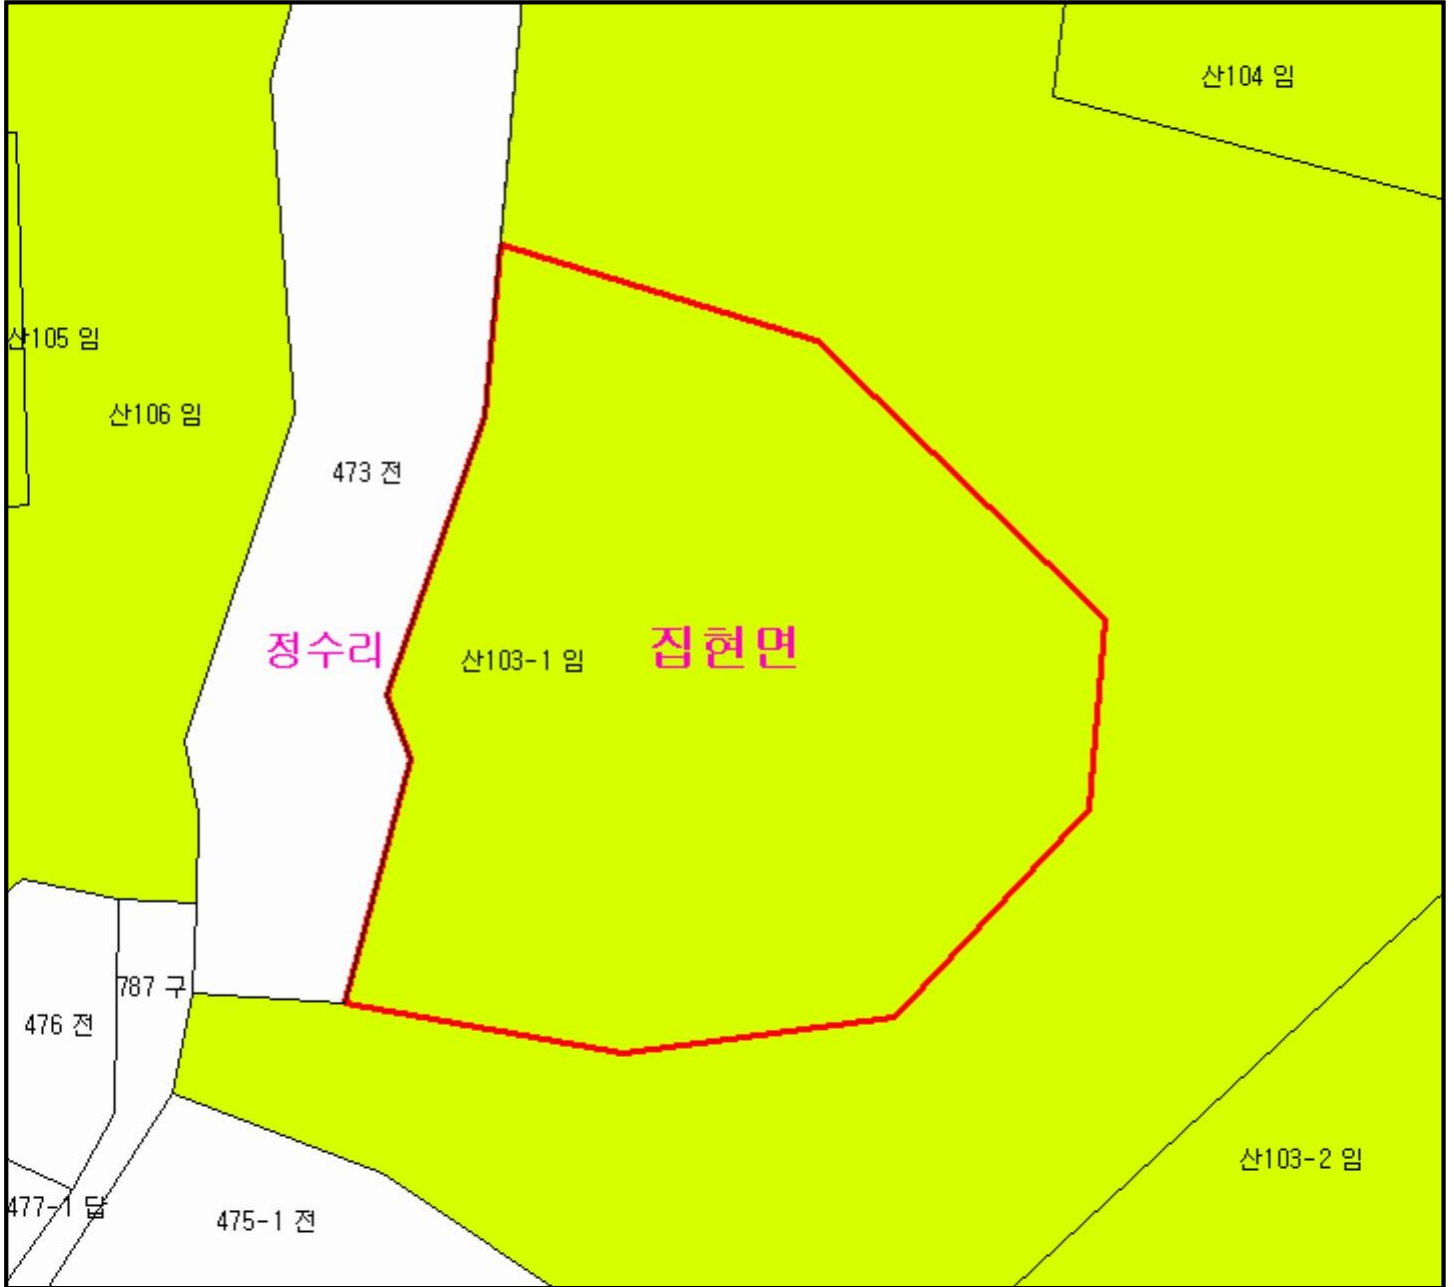 산104 임
산105 임
산106 임
473 전
정수리
산103-1 임
집현면
787 구
476 전
산103-2 임
477-1 답
475-1 전